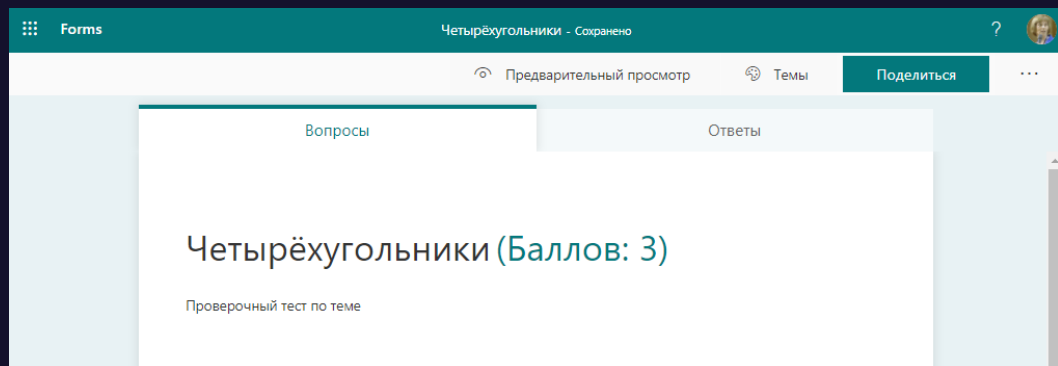 Forms
Четырёхугольники - Сохранено
?
Предварительный просмотр
Темы
Поделиться
...
Вопросы
Ответы
Четырёхугольники (Баллов: 3)
Проверочный тест по теме